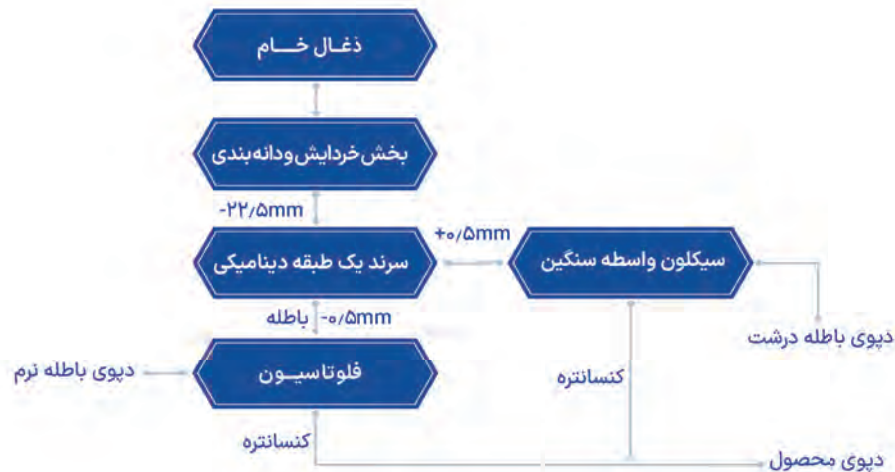 ذغال خام
بخش خردایش و دانه‌بندی
-۲۲٫۵mm
سرند یک طبقه دینامیکی
+۰٫۵mm
سیکلون واسطه سنگین
باطله
-۰٫۵mm
دپوی باطله درشت
فلوتاسیون
دپوی باطله نرم
کنسانتره
کنسانتره
دپوی محصول